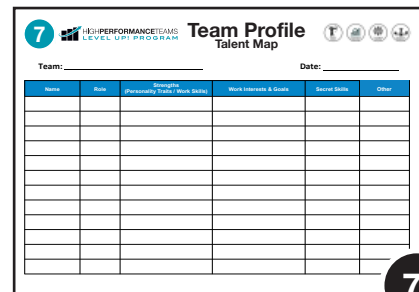 7
HIGHPERFORMANCETEAMS
LEVEL UP! PROGRAM
Team Profile
Talent Map
Team:
Date:
Name
Role
Strengths
(Personality Traits / Work Skills)
Work Interests & Goals
Secret Skills
Other
7